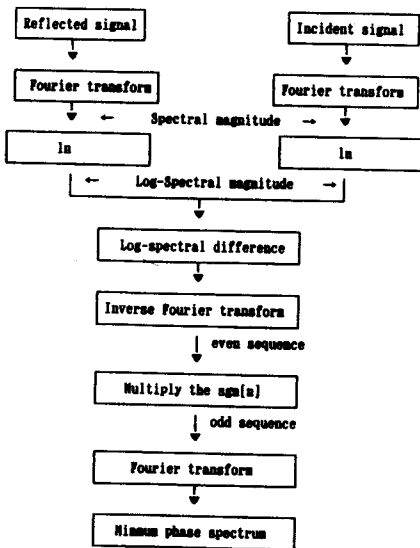 Reflected signal
Incident signal
Fourier transform
Fourier transform
← Spectral magnitude →
ln
ln
← Log-Spectral magnitude →
Log-spectral difference
Inverse Fourier transform
even sequence
Multiply the sgn[n]
odd sequence
Fourier transform
Minmum phase spectrum